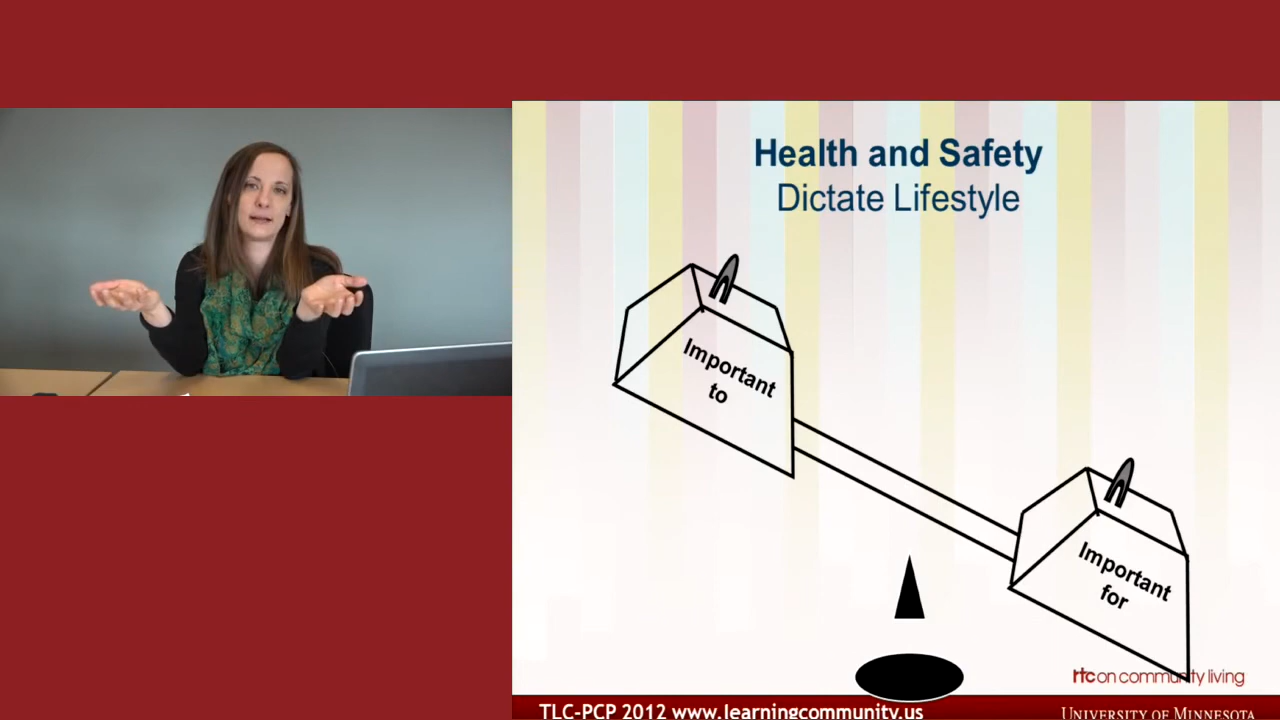 Health and Safety
Dictate Lifestyle
Important
to
Important
for
rtc on community living
TLC-PCP 2012 www.learningcommunity.us
UNIVERSITY OF MINNESOTA